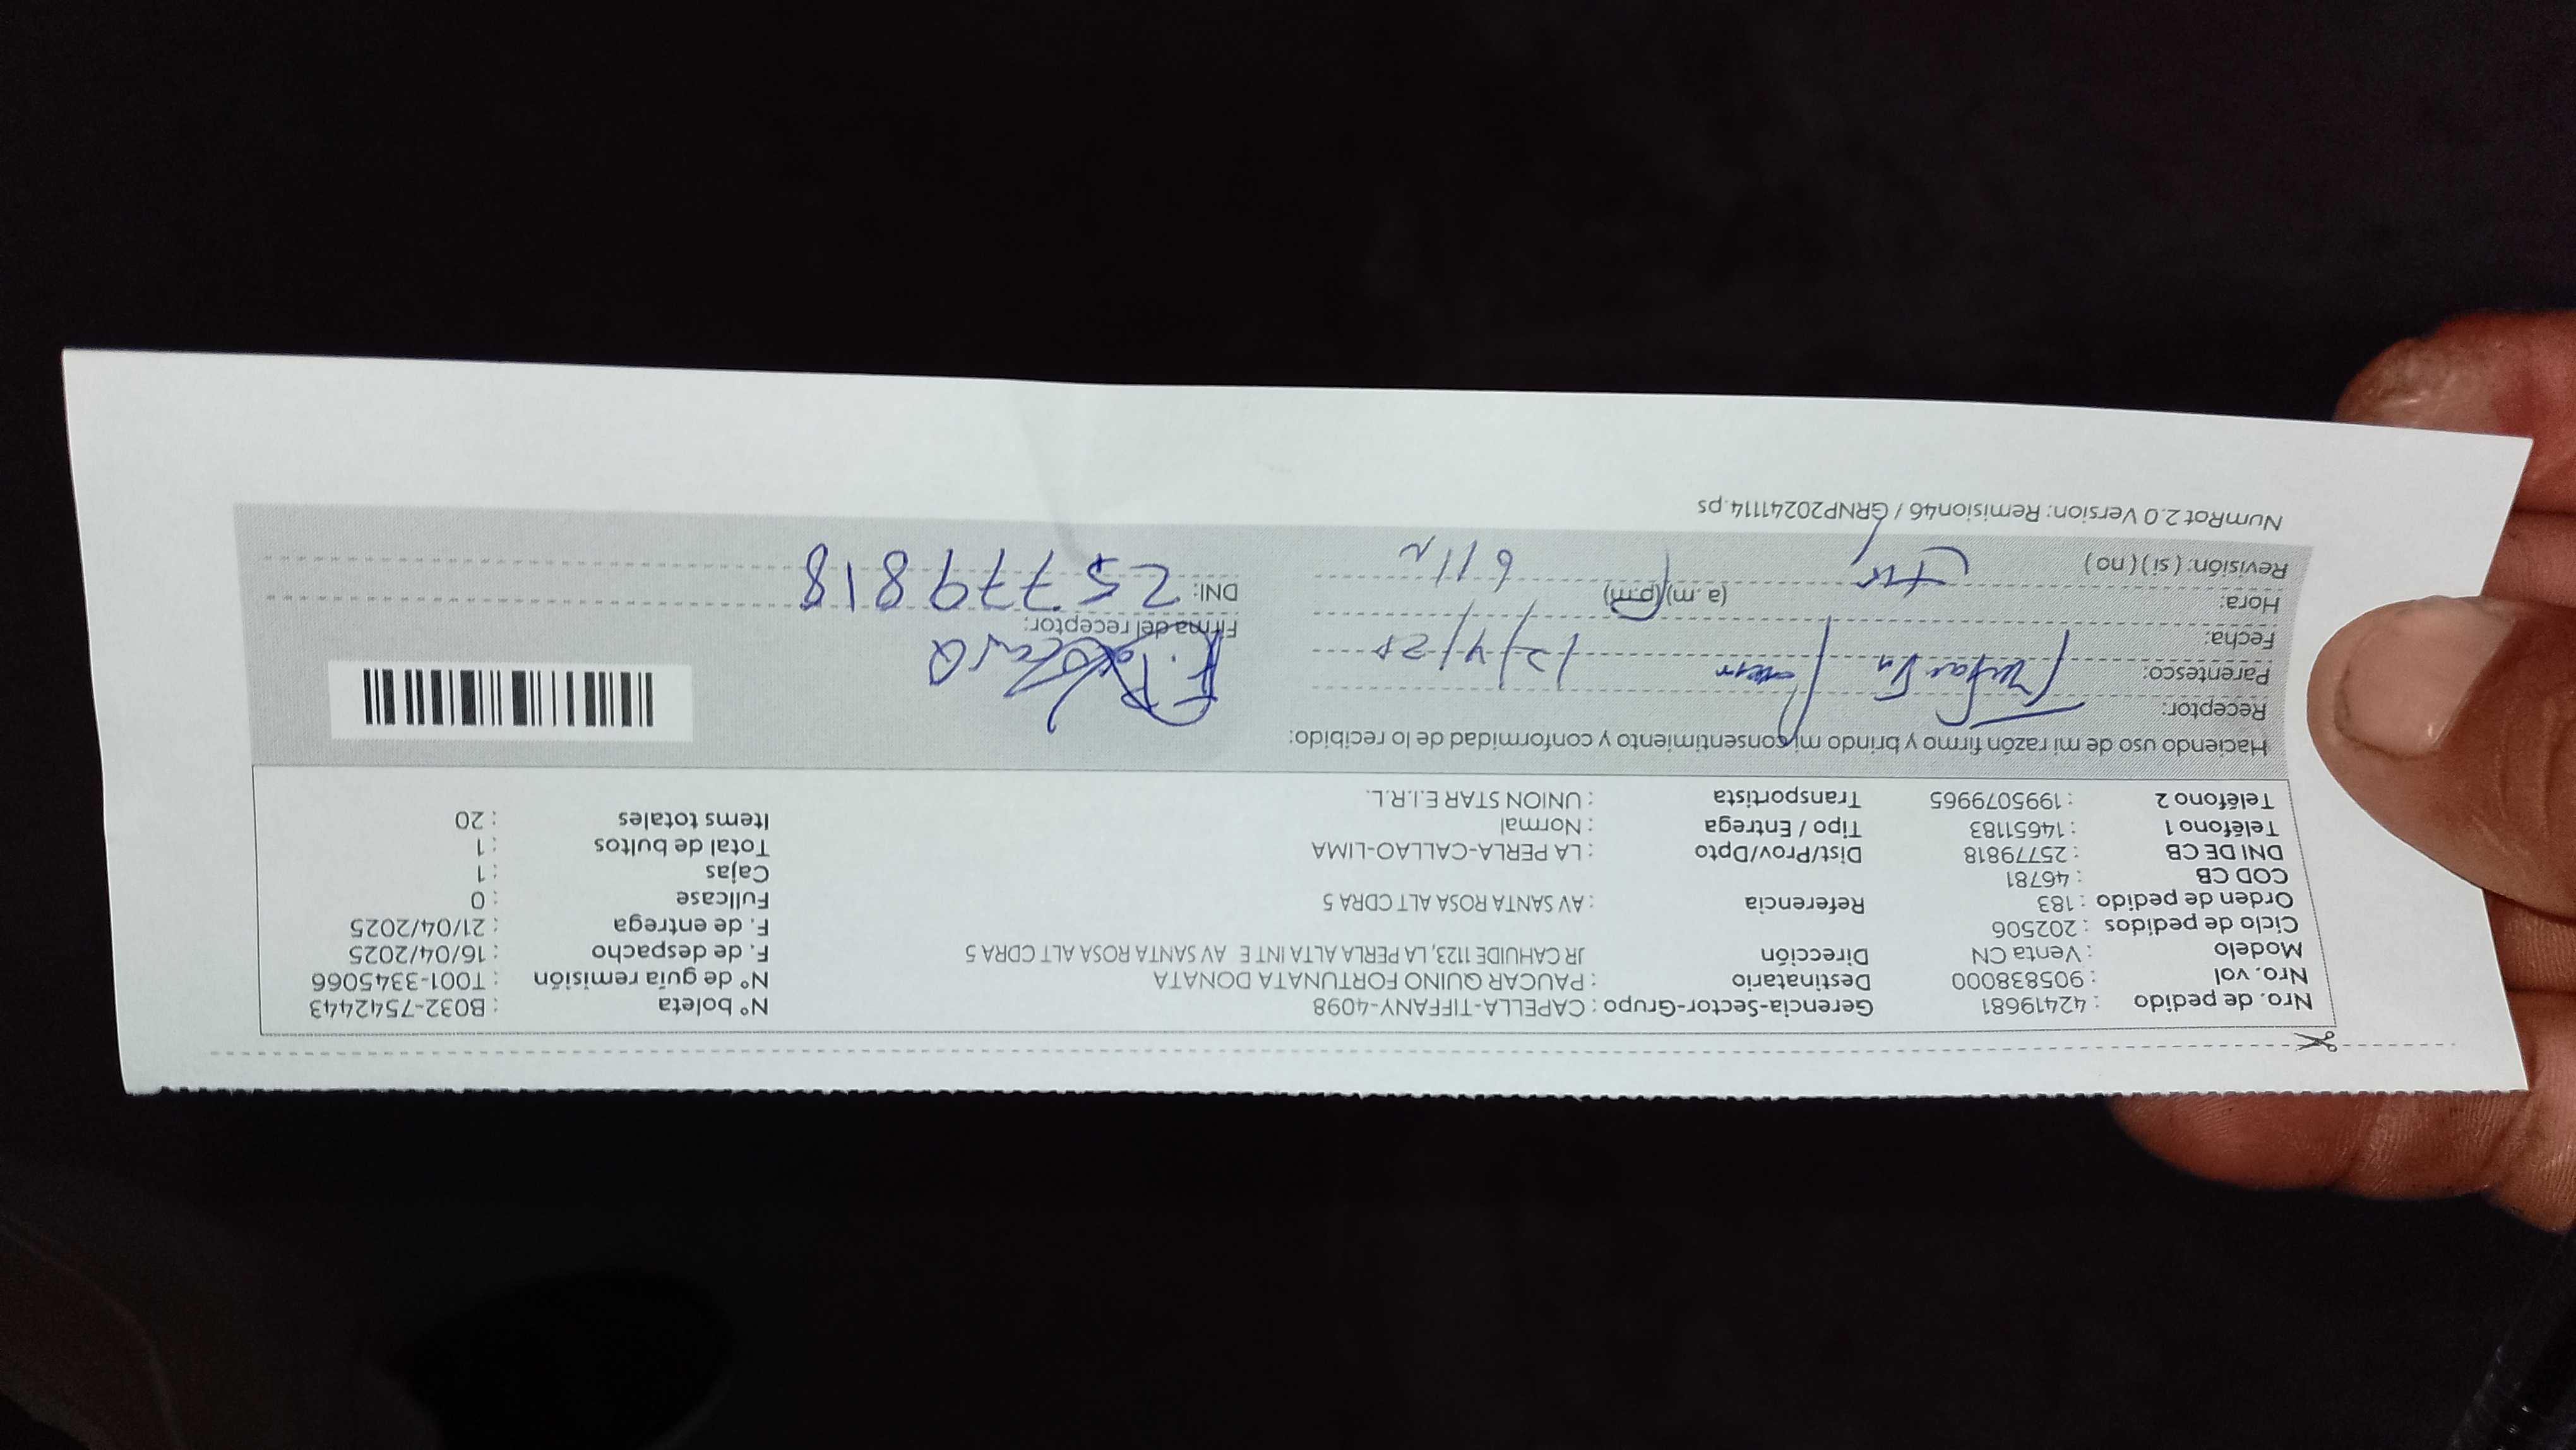 Nro. de pedido : 42419681 Gerencia-Sector-Grupo : CAPELLA-TIFFANY-4098 N° boleta : B032-7542443
Nro. vol : 905838000 Destinatario : PAUCAR QUINO FORTUNATA DONATA N° de guía remisión : T001-3345066
Modelo : Venta CN Dirección JR CAHUIDE 1123, LA PERLA ALTA INT E AV SANTA ROSA ALT CDRA 5 F. de despacho : 16/04/2025
Ciclo de pedidos : 202506 F. de entrega : 21/04/2025
Orden de pedido : 183 Referencia : AV SANTA ROSA ALT CDRA 5 Fullcase : 0
COD CB : 46781 Cajas : 1
DNI DE CB : 25779818 Dist/Prov/Dpto : LA PERLA-CALLAO-LIMA Total de bultos : 1
Teléfono 1 : 14651183 Tipo / Entrega : Normal Items totales : 20
Teléfono 2 : 1995079965 Transportista : UNION STAR E.I.R.L.
Haciendo uso de mi razón firmo y brindo mi consentimiento y conformidad de lo recibido:
Receptor:
Parentesco:
Fecha:
Firma del receptor:
Hora: (a.m) (p.m) DNI: 25779818
Revisión: (si) (no)
NumRot 2.0 Version: Remision46 / GRNP20241114.ps